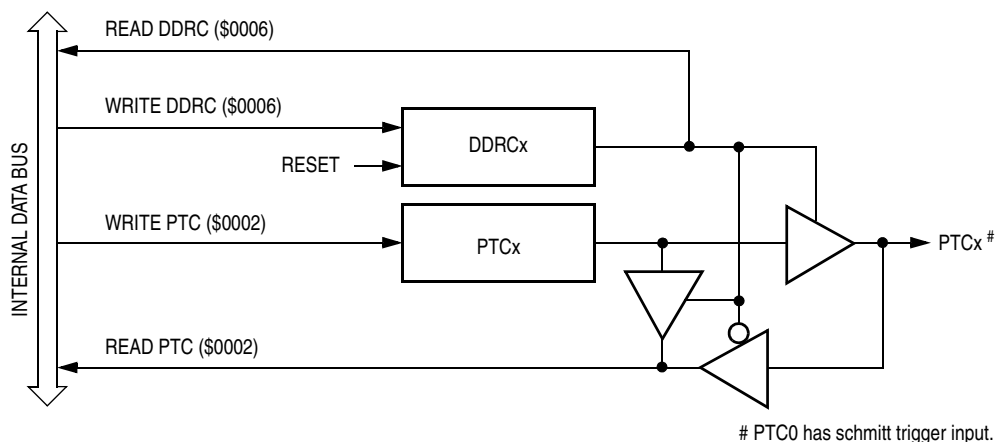 READ DDRC ($0006)
WRITE DDRC ($0006)
DDRCx
RESET
INTERNAL DATA BUS
WRITE PTC ($0002)
PTCx
PTCx #
READ PTC ($0002)
# PTC0 has schmitt trigger input.